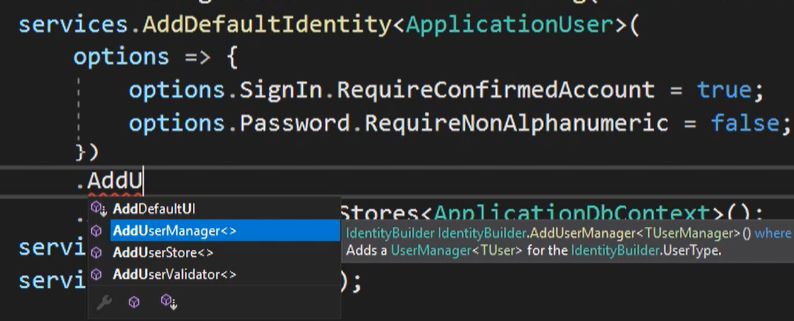 services.AddDefaultIdentity<ApplicationUser>(
options => {
options.SignIn.RequireConfirmedAccount = true;
options.Password.RequireNonAlphanumeric = false;
})
.AddU
AddDefaultUI
.
Stores<ApplicationDbContext>();
AddUserManager<>
IdentityBuilder IdentityBuilder.AddUserManager<TUserManager>() where
Adds a UserManager<TUser> for the IdentityBuilder.UserType.
servi
AddUserStore<>
servi
AddUserValidator<>
);